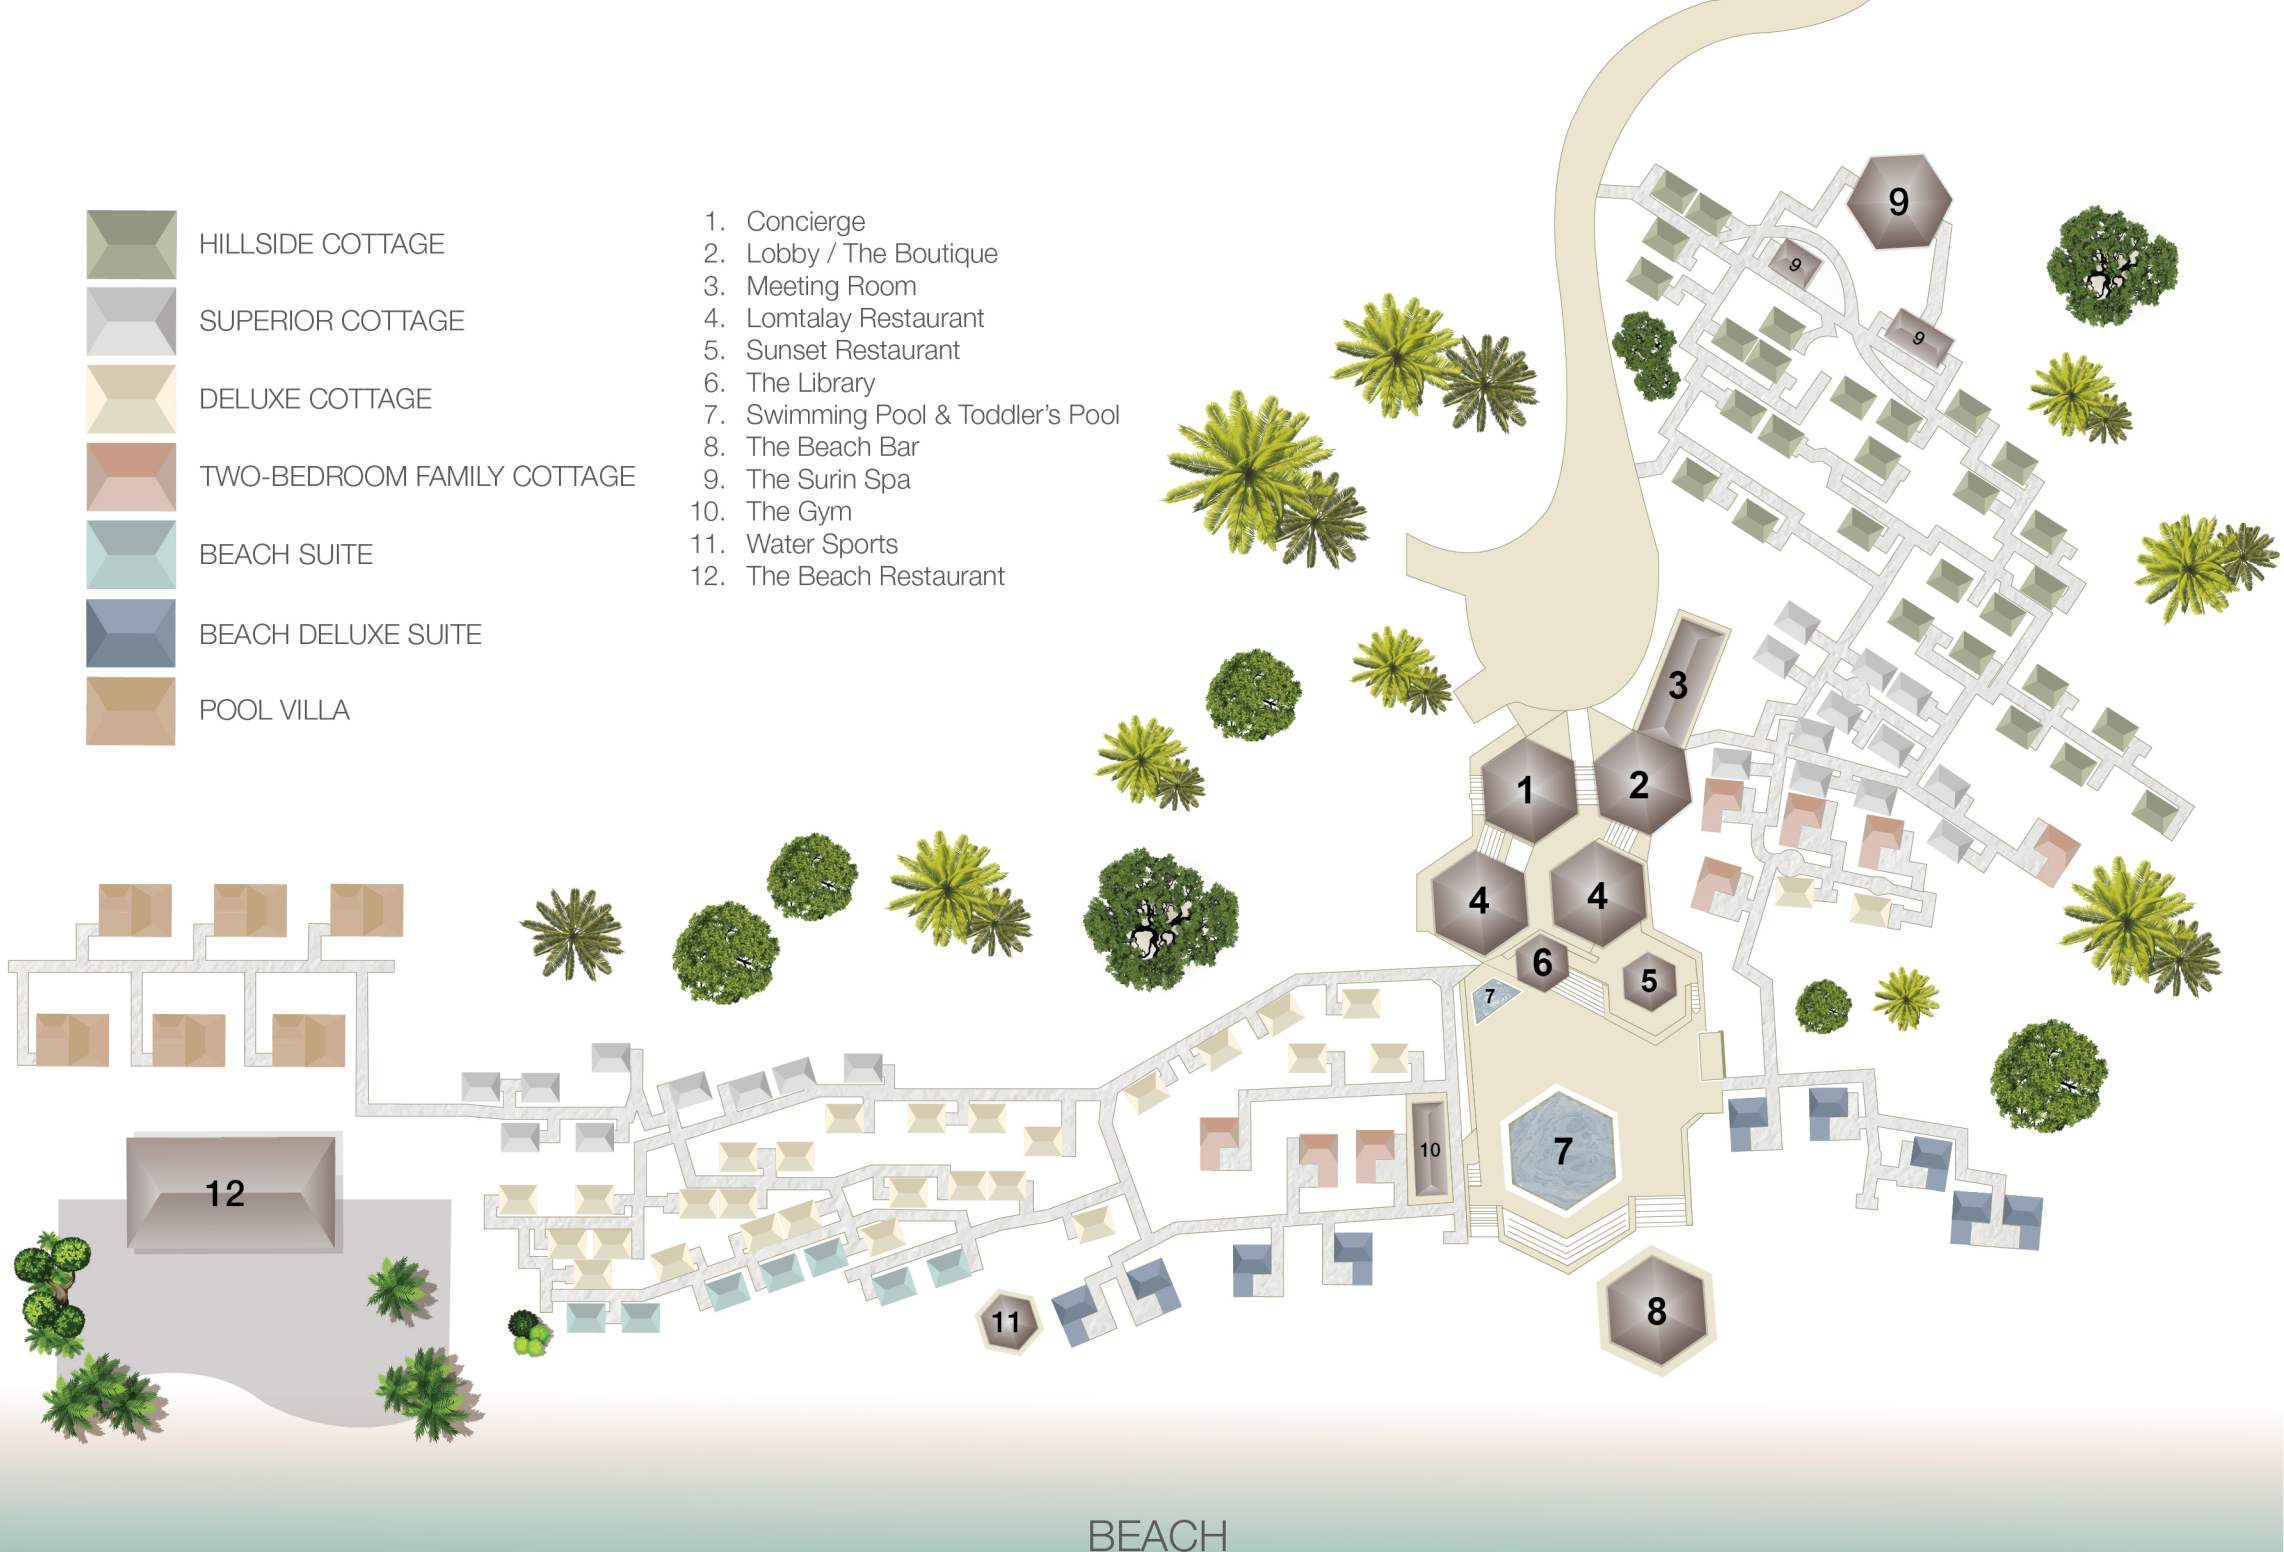 HILLSIDE COTTAGE
SUPERIOR COTTAGE
DELUXE COTTAGE
TWO-BEDROOM FAMILY COTTAGE
BEACH SUITE
BEACH DELUXE SUITE
POOL VILLA
1. Concierge
2. Lobby / The Boutique
3. Meeting Room
4. Lomtalay Restaurant
5. Sunset Restaurant
6. The Library
7. Swimming Pool & Toddler’s Pool
8. The Beach Bar
9. The Surin Spa
10. The Gym
11. Water Sports
12. The Beach Restaurant
9
9
9
3
1
2
4
4
6
5
7
10
7
12
11
8
BEACH